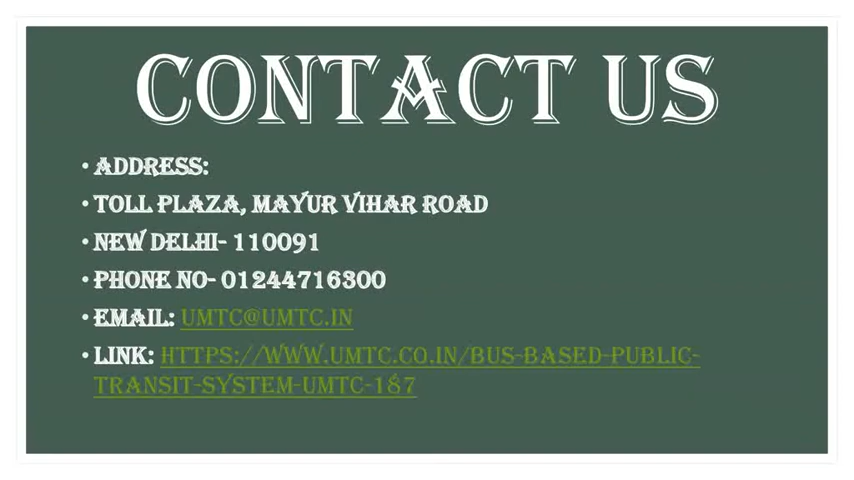 CONTACT US
• ADDRESS:
• TOLL PLAZA, MAYUR VIHAR ROAD
• NEW DELHI- 110091
• PHONE NO- 01244716300
• EMAIL: UMTC@UMTC.IN
• LINK: HTTPS://WWW.UMTC.CO.IN/BUS-BASED-PUBLIC-
TRANSIT-SYSTEM-UMTC-187